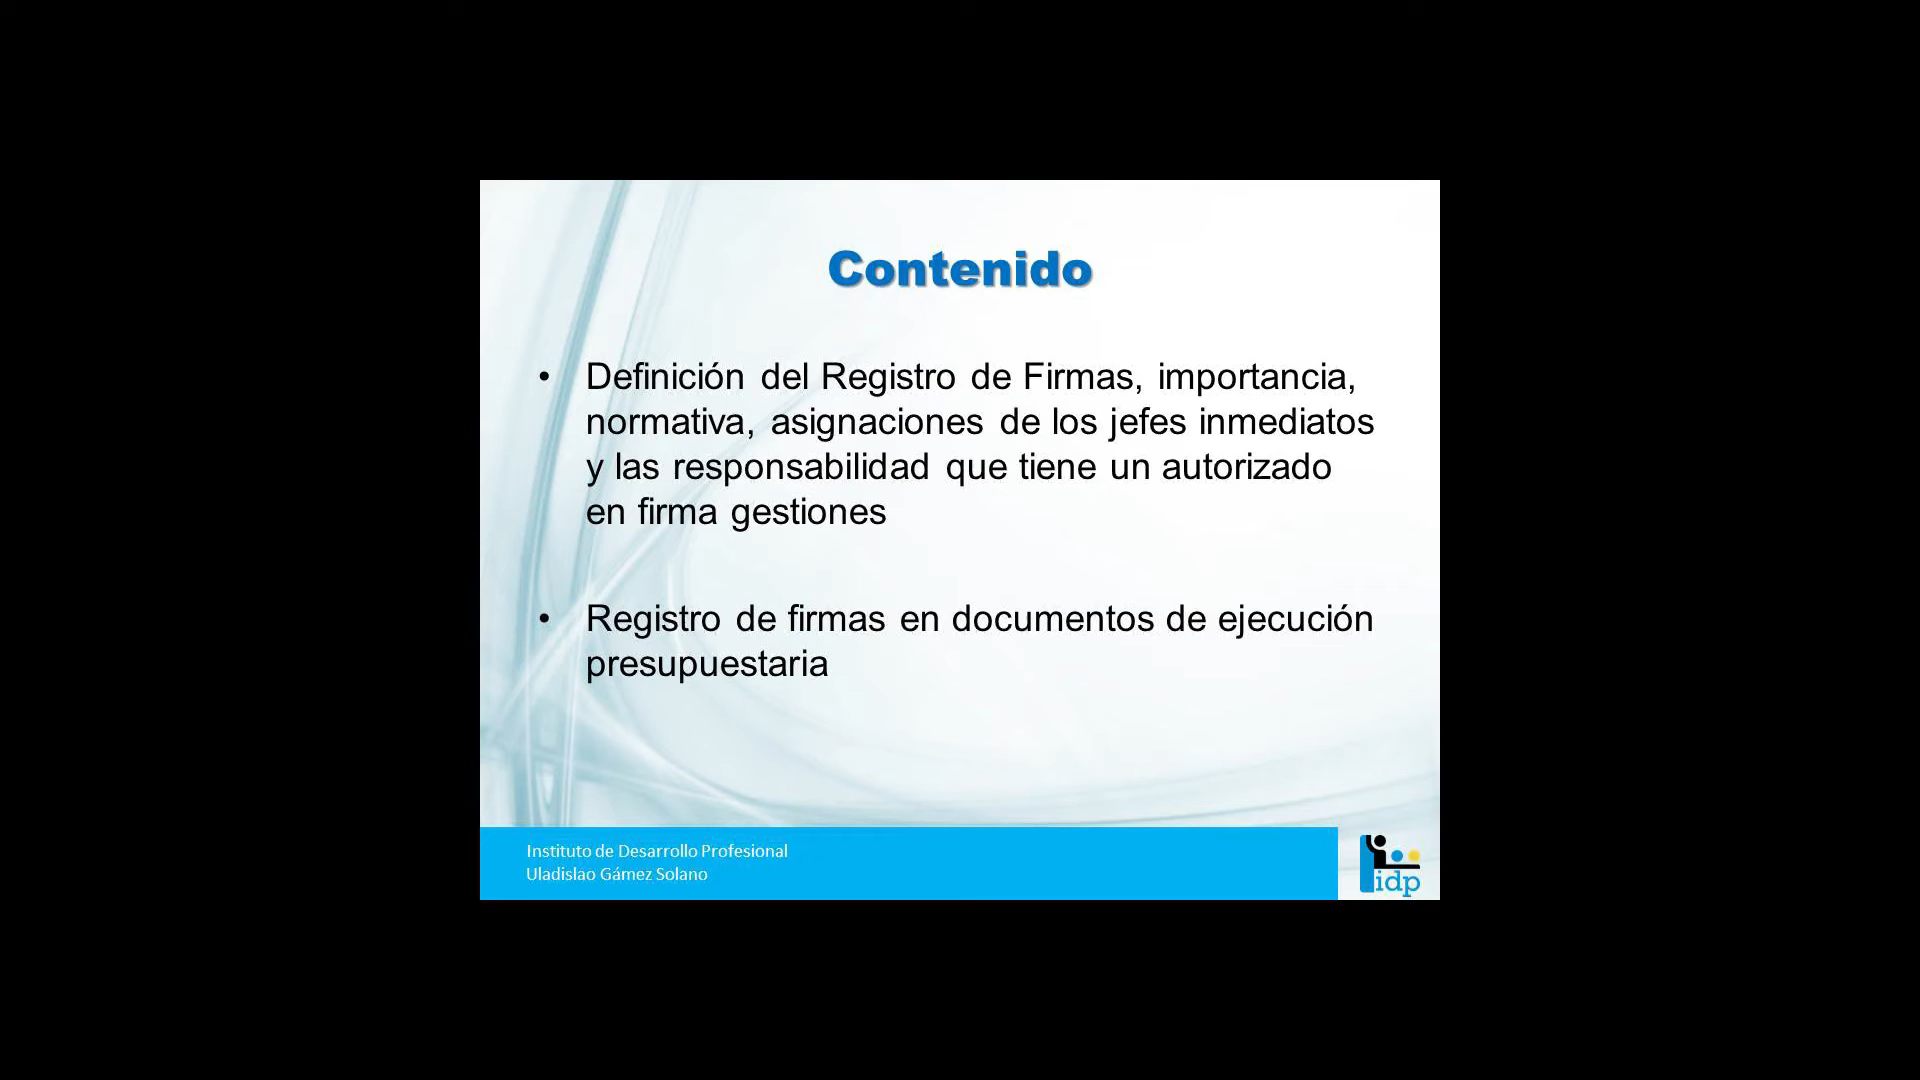 Contenido
• Definición del Registro de Firmas, importancia,
normativa, asignaciones de los jefes inmediatos
y las responsabilidad que tiene un autorizado
en firma gestiones
• Registro de firmas en documentos de ejecución
presupuestaria
Instituto de Desarrollo Profesional
Uladislao Gámez Solano
idp